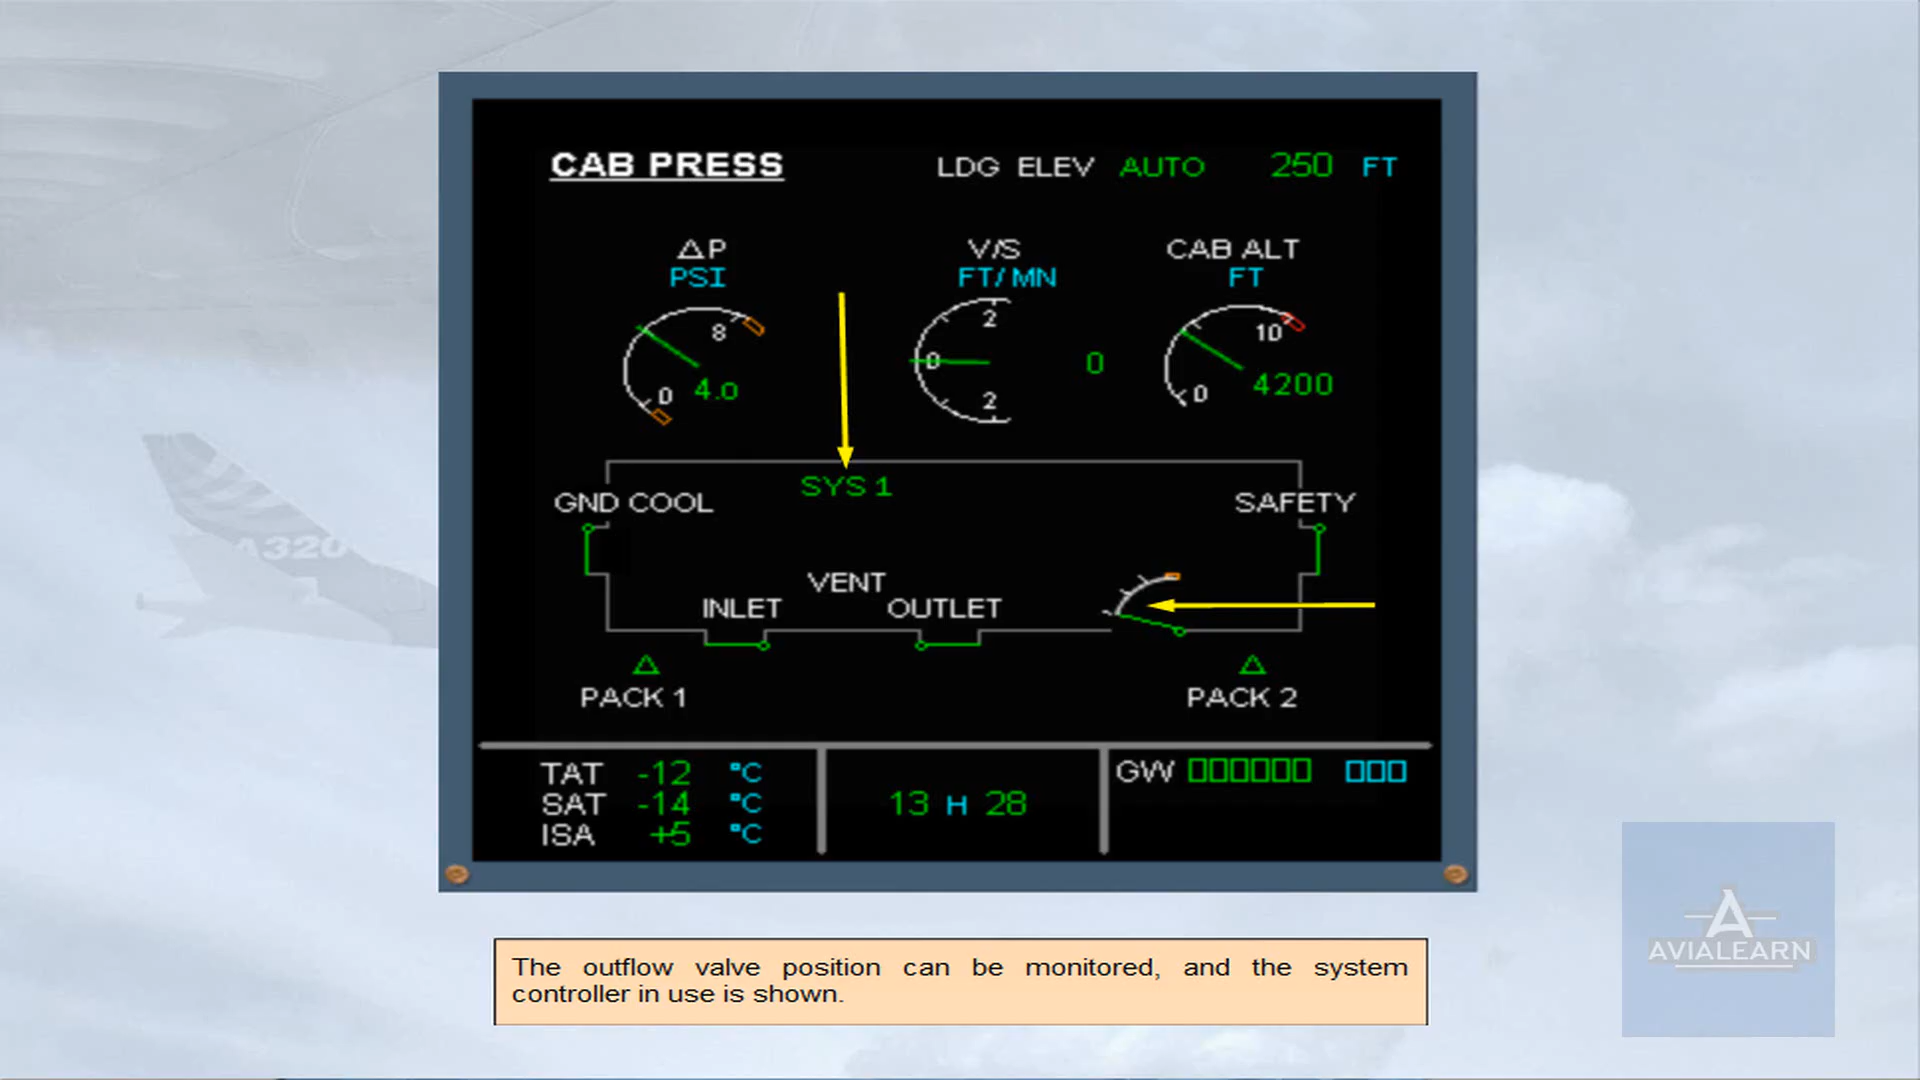 CAB PRESS LDG ELEV AUTO 250 FT
ΔP V/S CAB ALT
PSI FT/MN FT
8 2 10
0 0
0 4.0 2 0 4200
SYS 1
GND COOL SAFETY
VENT
INLET OUTLET
PACK 1 PACK 2
TAT -12 °C GW
SAT -14 °C 13 H 28
ISA +5 °C
A320
The outflow valve position can be monitored, and the system
controller in use is shown.
A
AVIALEARN